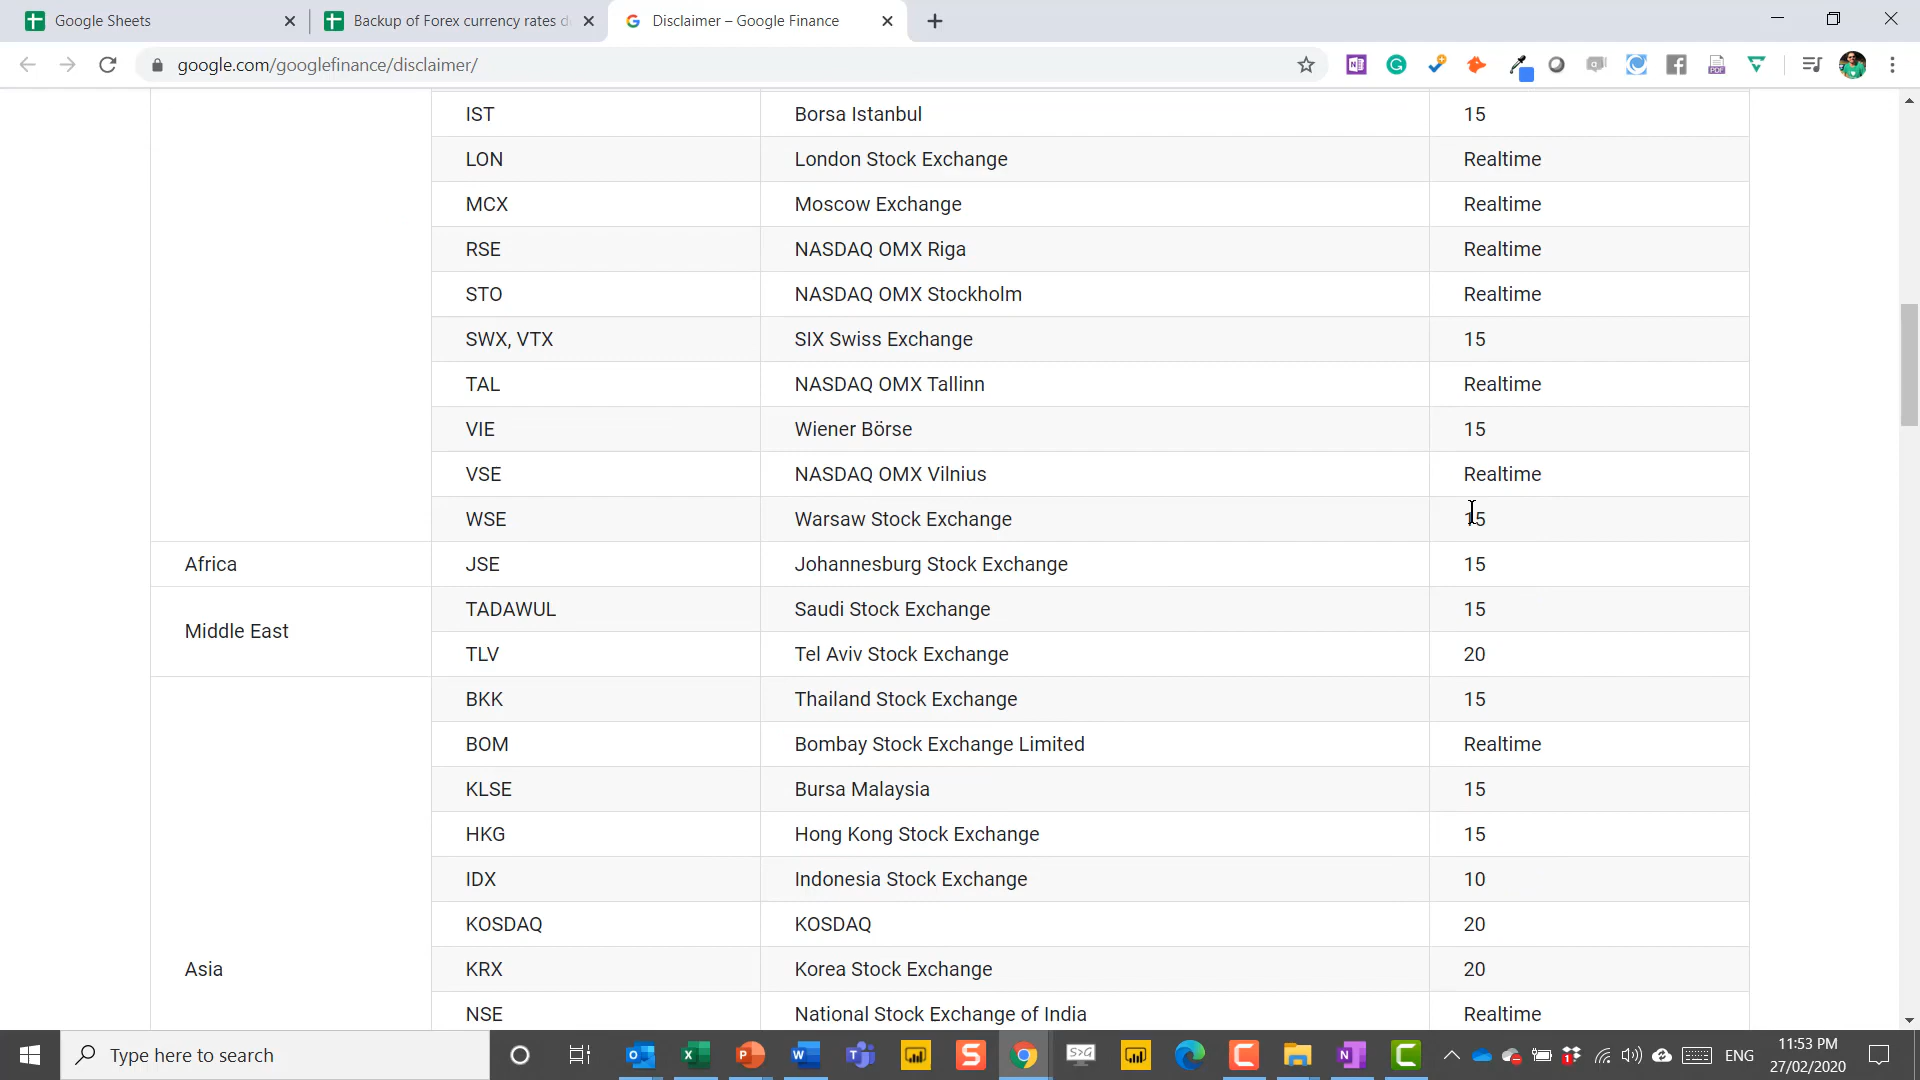 Google Sheets
Backup of Forex currency rates d
Disclaimer – Google Finance
google.com/googlefinance/disclaimer/
IST Borsa Istanbul 15
LON London Stock Exchange Realtime
MCX Moscow Exchange Realtime
RSE NASDAQ OMX Riga Realtime
STO NASDAQ OMX Stockholm Realtime
SWX, VTX SIX Swiss Exchange 15
TAL NASDAQ OMX Tallinn Realtime
VIE Wiener Börse 15
VSE NASDAQ OMX Vilnius Realtime
WSE Warsaw Stock Exchange 15
Africa JSE Johannesburg Stock Exchange 15
Middle East
TADAWUL Saudi Stock Exchange 15
TLV Tel Aviv Stock Exchange 20
BKK Thailand Stock Exchange 15
BOM Bombay Stock Exchange Limited Realtime
KLSE Bursa Malaysia 15
HKG Hong Kong Stock Exchange 15
IDX Indonesia Stock Exchange 10
KOSDAQ KOSDAQ 20
Asia KRX Korea Stock Exchange 20
NSE National Stock Exchange of India Realtime
Type here to search
ENG
11:53 PM
27/02/2020